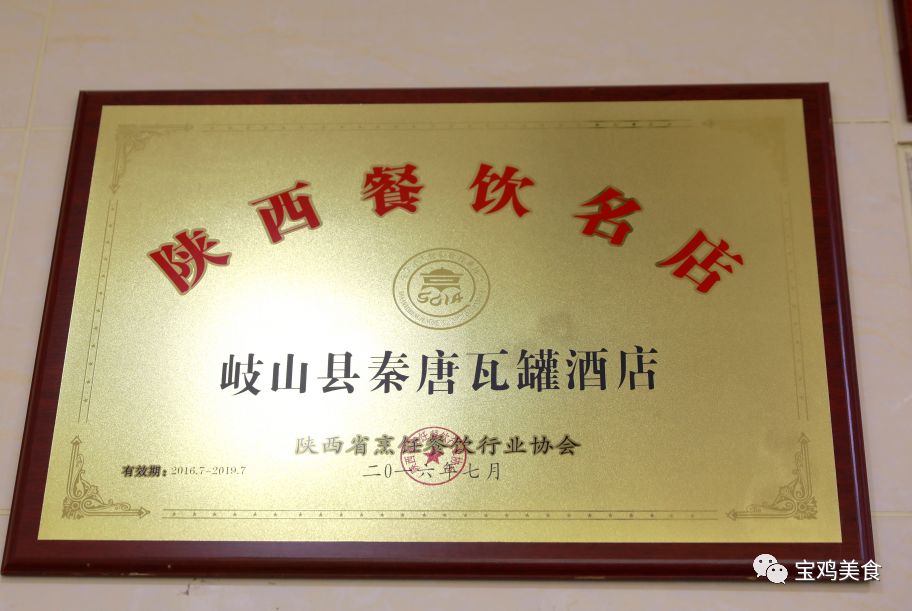 陕西餐饮名店
SCIA
岐山县秦唐瓦罐酒店
陕西省烹饪餐饮行业协会
有效期：2016.7-2019.7
二〇一六年七月
宝鸡美食